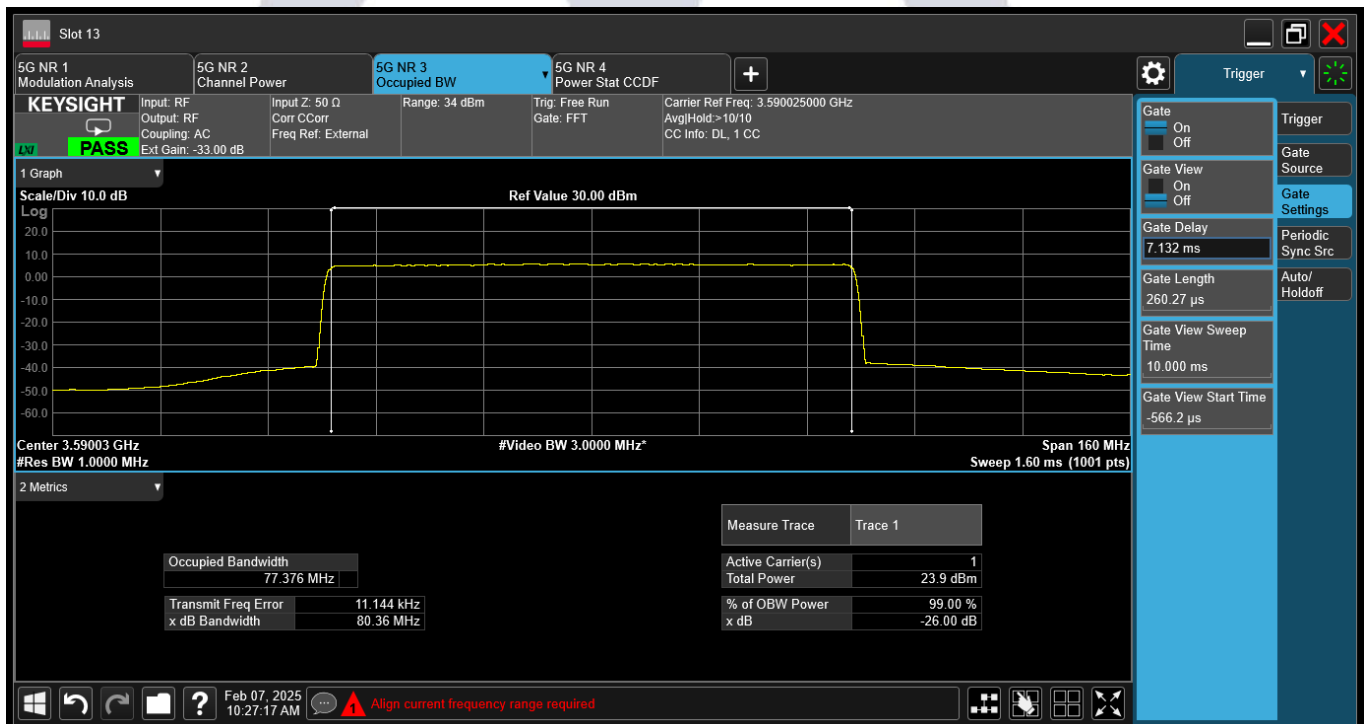 Slot 13
5G NR 1
Modulation Analysis
5G NR 2
Channel Power
5G NR 3
Occupied BW
5G NR 4
Power Stat CCDF
Trigger
KEYSIGHT
LXI
PASS
Input: RF
Output: RF
Coupling: AC
Ext Gain: -33.00 dB
Input Z: 50 Ω
Corr CCorr
Freq Ref: External
Range: 34 dBm
Trig: Free Run
Gate: FFT
Carrier Ref Freq: 3.590025000 GHz
Avg|Hold:>10/10
CC Info: DL, 1 CC
1 Graph
Scale/Div 10.0 dB
Ref Value 30.00 dBm
Log
20.0
10.0
0.00
-10.0
-20.0
-30.0
-40.0
-50.0
-60.0
Center 3.59003 GHz
#Video BW 3.0000 MHz*
Span 160 MHz
#Res BW 1.0000 MHz
Sweep 1.60 ms (1001 pts)
2 Metrics
Measure Trace
Trace 1
Occupied Bandwidth
77.376 MHz
Active Carrier(s) 1
Total Power 23.9 dBm
Transmit Freq Error 11.144 kHz
x dB Bandwidth 80.36 MHz
% of OBW Power 99.00 %
x dB -26.00 dB
Gate
On
Off
Gate View
On
Off
Gate Delay
7.132 ms
Gate Length
260.27 µs
Gate View Sweep
Time
10.000 ms
Gate View Start Time
-566.2 µs
Trigger
Gate
Source
Gate
Settings
Periodic
Sync Src
Auto/
Holdoff
?
Feb 07, 2025
10:27:17 AM
1
Align current frequency range required